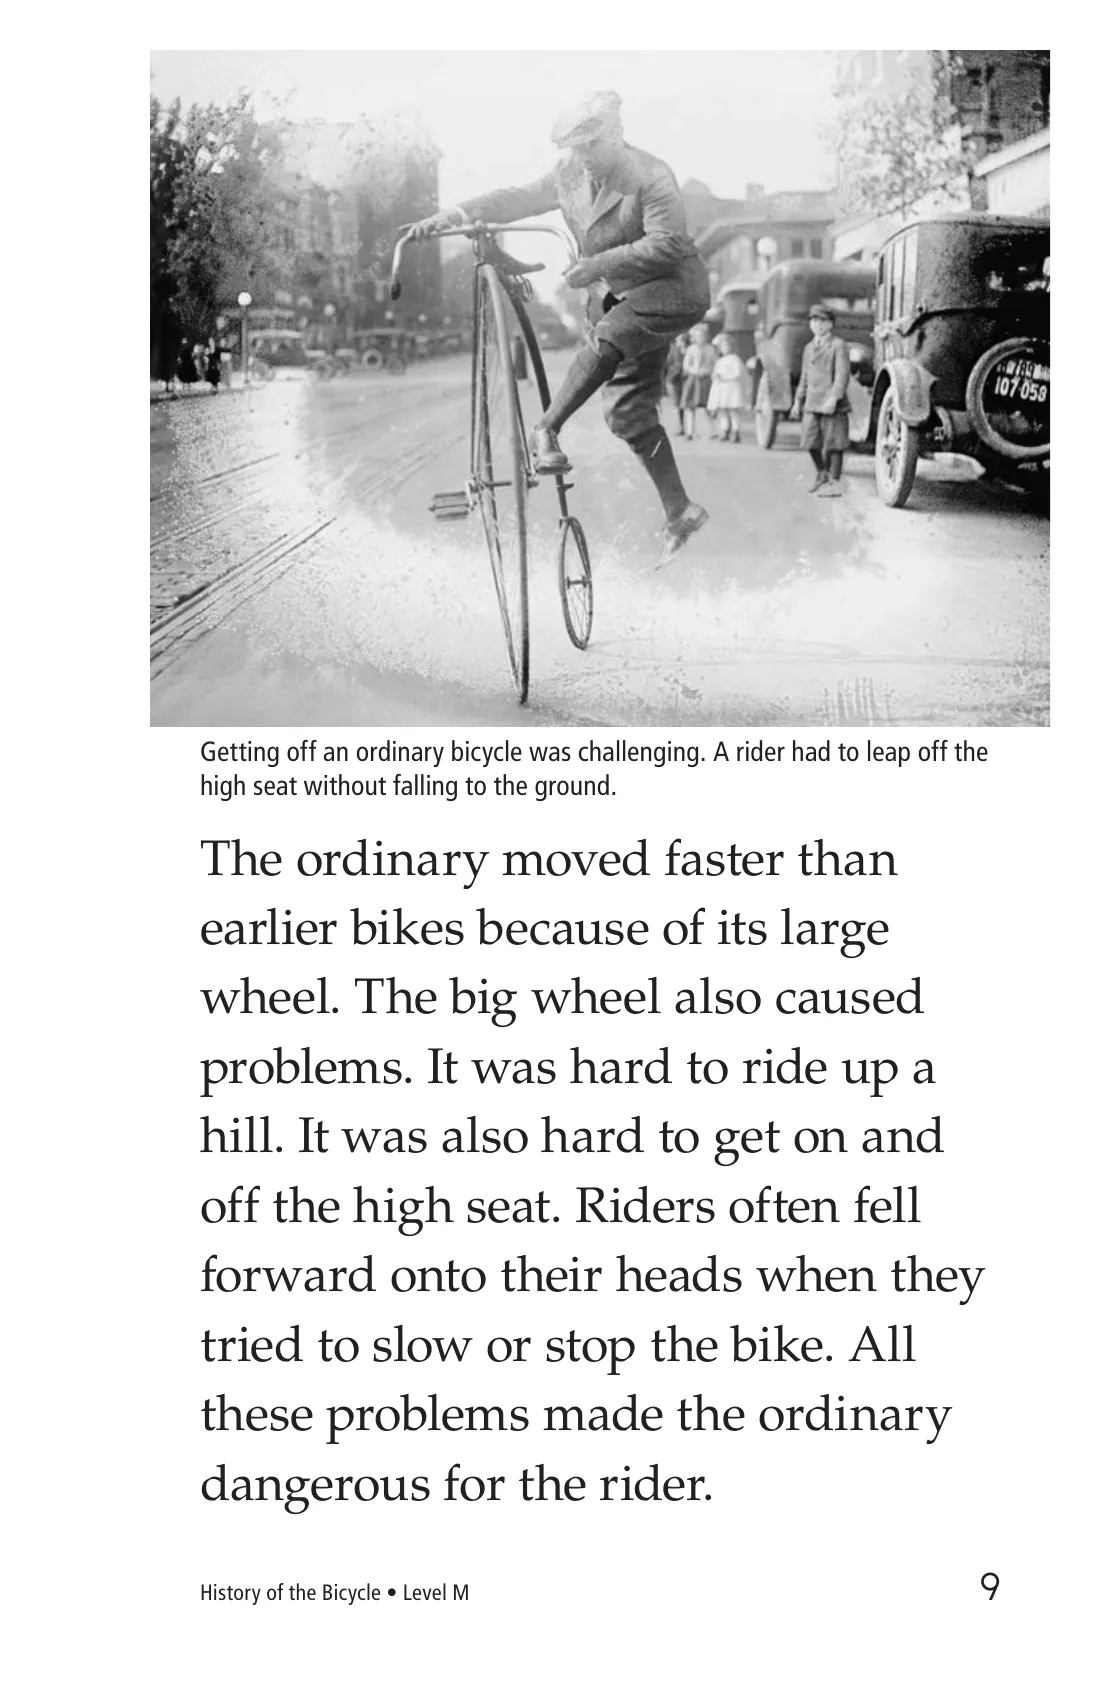 107-058
Getting off an ordinary bicycle was challenging. A rider had to leap off the
high seat without falling to the ground.
The ordinary moved faster than
earlier bikes because of its large
wheel. The big wheel also caused
problems. It was hard to ride up a
hill. It was also hard to get on and
off the high seat. Riders often fell
forward onto their heads when they
tried to slow or stop the bike. All
these problems made the ordinary
dangerous for the rider.
History of the Bicycle • Level M
9